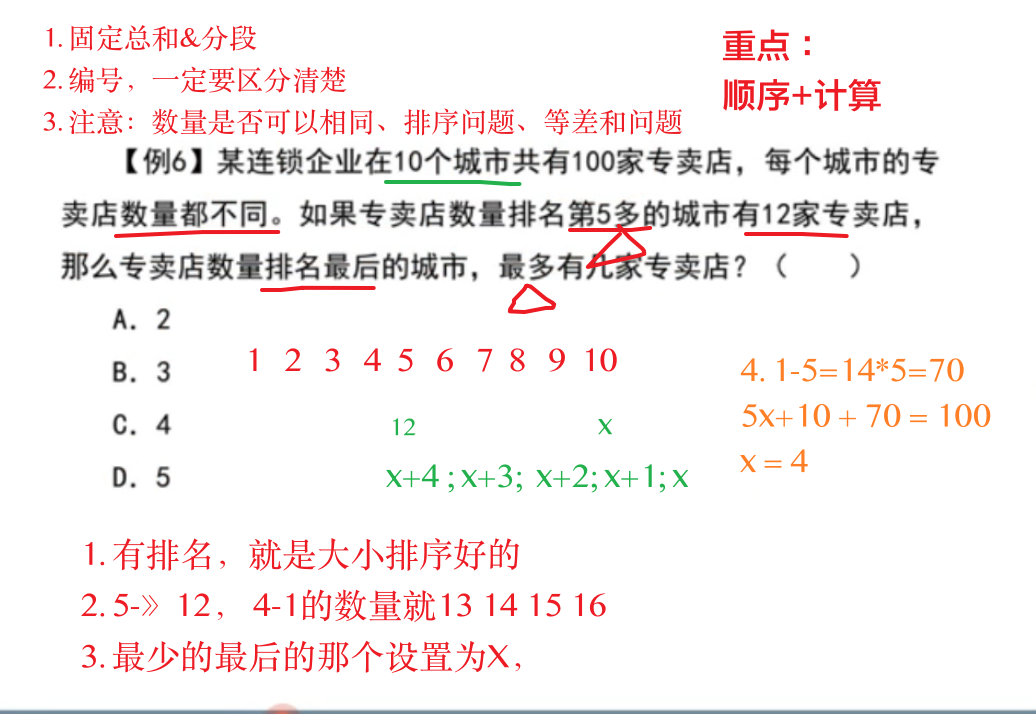 1. 固定总和&分段
2. 编号，一定要区分清楚
3. 注意：数量是否可以相同、排序问题、等差和问题
重点：
顺序+计算
【例6】某连锁企业在10个城市共有100家专卖店，每个城市的专
卖店数量都不同。如果专卖店数量排名第5多的城市有12家专卖店，
那么专卖店数量排名最后的城市，最多有几家专卖店？（ ）
A. 2
B. 3
C. 4
D. 5
1 2 3 4 5 6 7 8 9 10
12 x
x+4 ; x+3; x+2; x+1; x
4. 1-5=14*5=70
5x+10 + 70 = 100
x = 4
1. 有排名，就是大小排序好的
2. 5-》12， 4-1的数量就13 14 15 16
3. 最少的最后的那个设置为X，